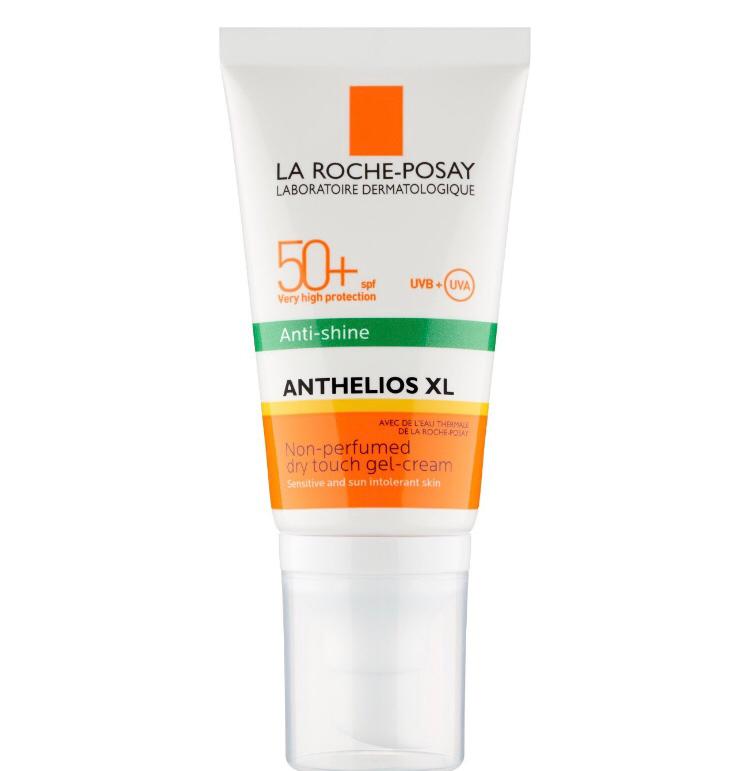 LA ROCHE-POSAY
LABORATOIRE DERMATOLOGIQUE
50+ spf
UVB + UVA
Very high protection
Anti-shine
ANTHELIOS XL
AVEC DE L'EAU THERMALE
DE LA ROCHE-POSAY
Non-perfumed
dry touch gel-cream
Sensitive and sun intolerant skin